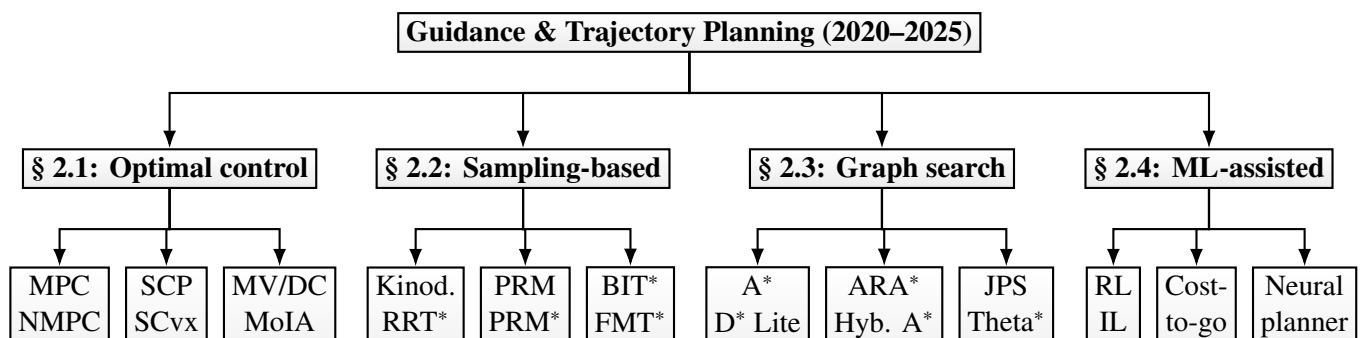 Guidance & Trajectory Planning (2020–2025)
§ 2.1: Optimal control
§ 2.2: Sampling-based
§ 2.3: Graph search
§ 2.4: ML-assisted
MPC
NMPC
SCP
SCvx
MV/DC
MoIA
Kinod.
RRT*
PRM
PRM*
BIT*
FMT*
A*
D* Lite
ARA*
Hyb. A*
JPS
Theta*
RL
IL
Cost-
to-go
Neural
planner